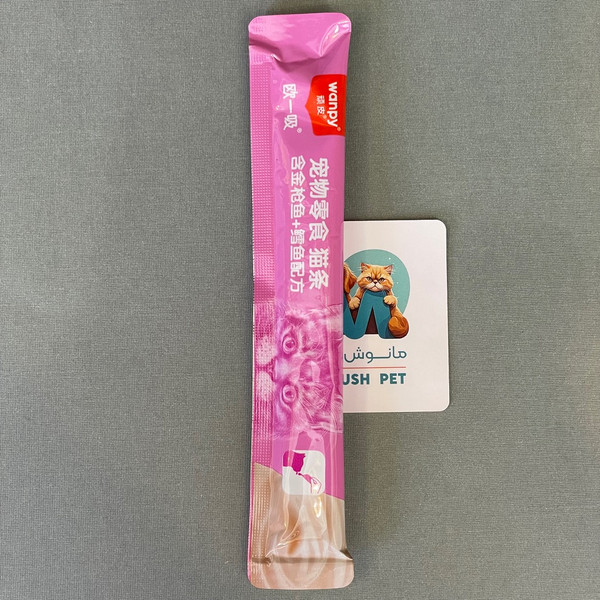 wanpy®
顽皮®
欧一吸®
宠物零食 猫条
含金枪鱼+鳕鱼配方
مانــوش
USH PET